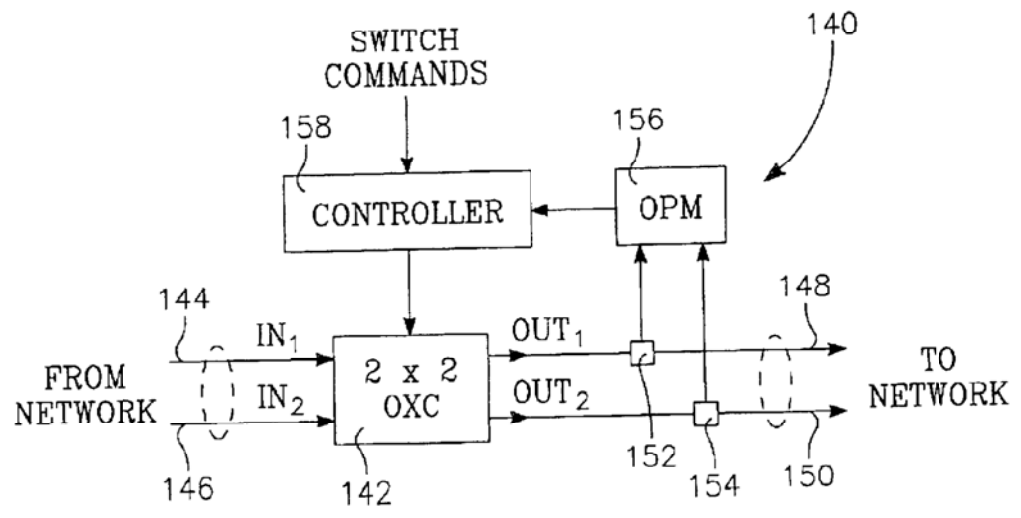 SWITCH
COMMANDS
140
158
156
CONTROLLER
OPM
144
148
IN1
OUT1
FROM
NETWORK
2 x 2
OXC
TO
NETWORK
IN2
OUT2
146
142
152
154
150